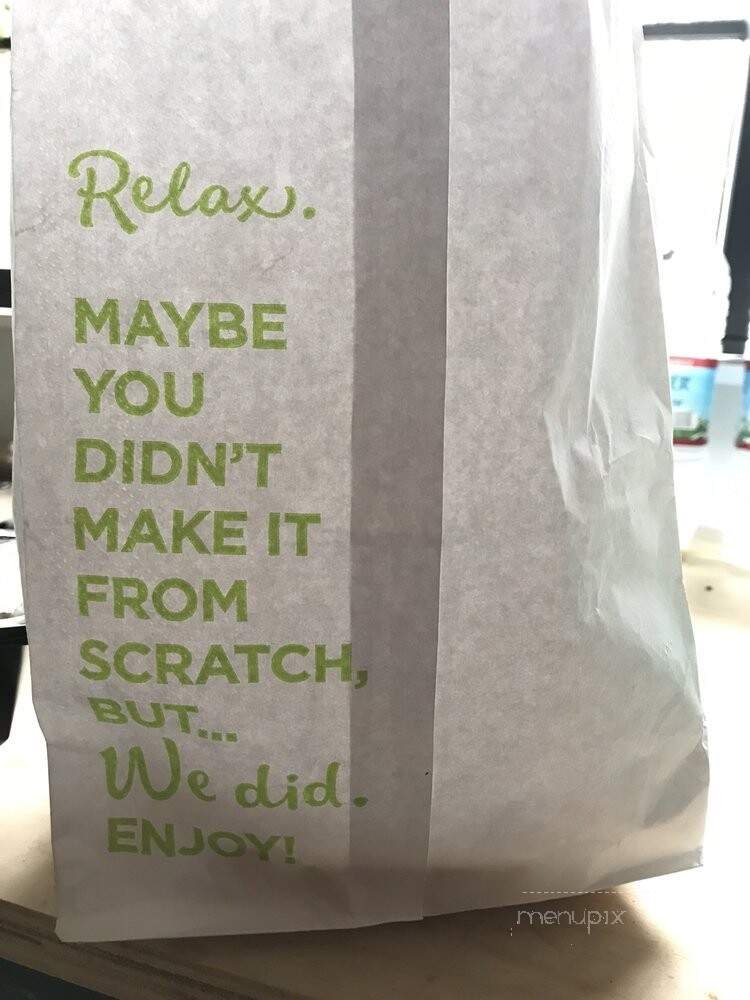 Relax.
MAYBE
YOU
DIDN'T
MAKE IT
FROM
SCRATCH,
BUT...
We did.
ENJOY!
menupix